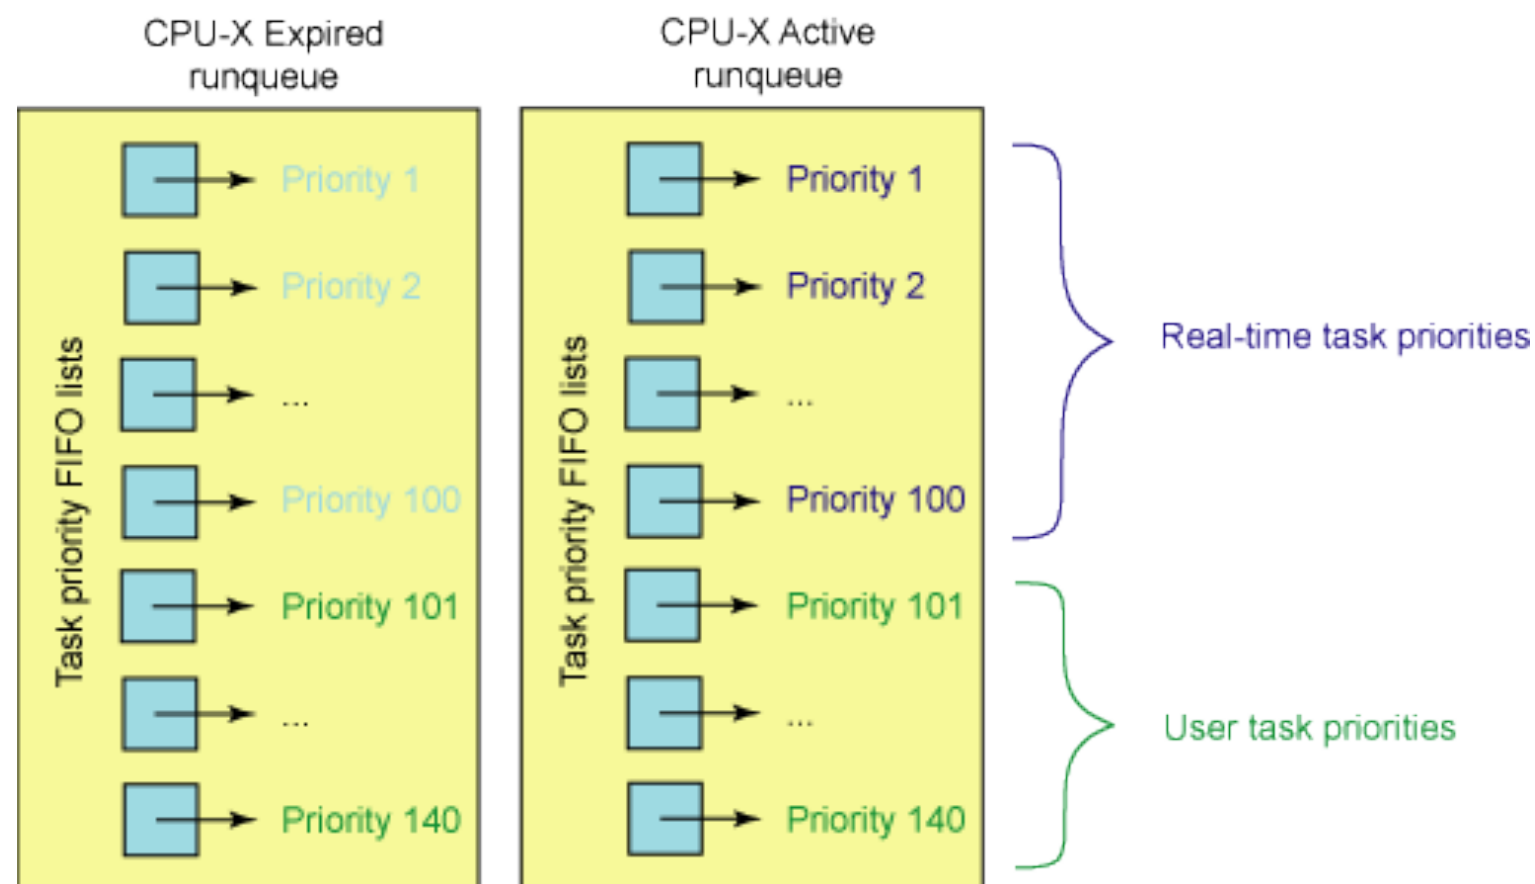 CPU-X Expired
runqueue
Task priority FIFO lists
Priority 1
Priority 2
...
Priority 100
Priority 101
...
Priority 140
CPU-X Active
runqueue
Task priority FIFO lists
Priority 1
Priority 2
...
Priority 100
Priority 101
...
Priority 140
Real-time task priorities
User task priorities